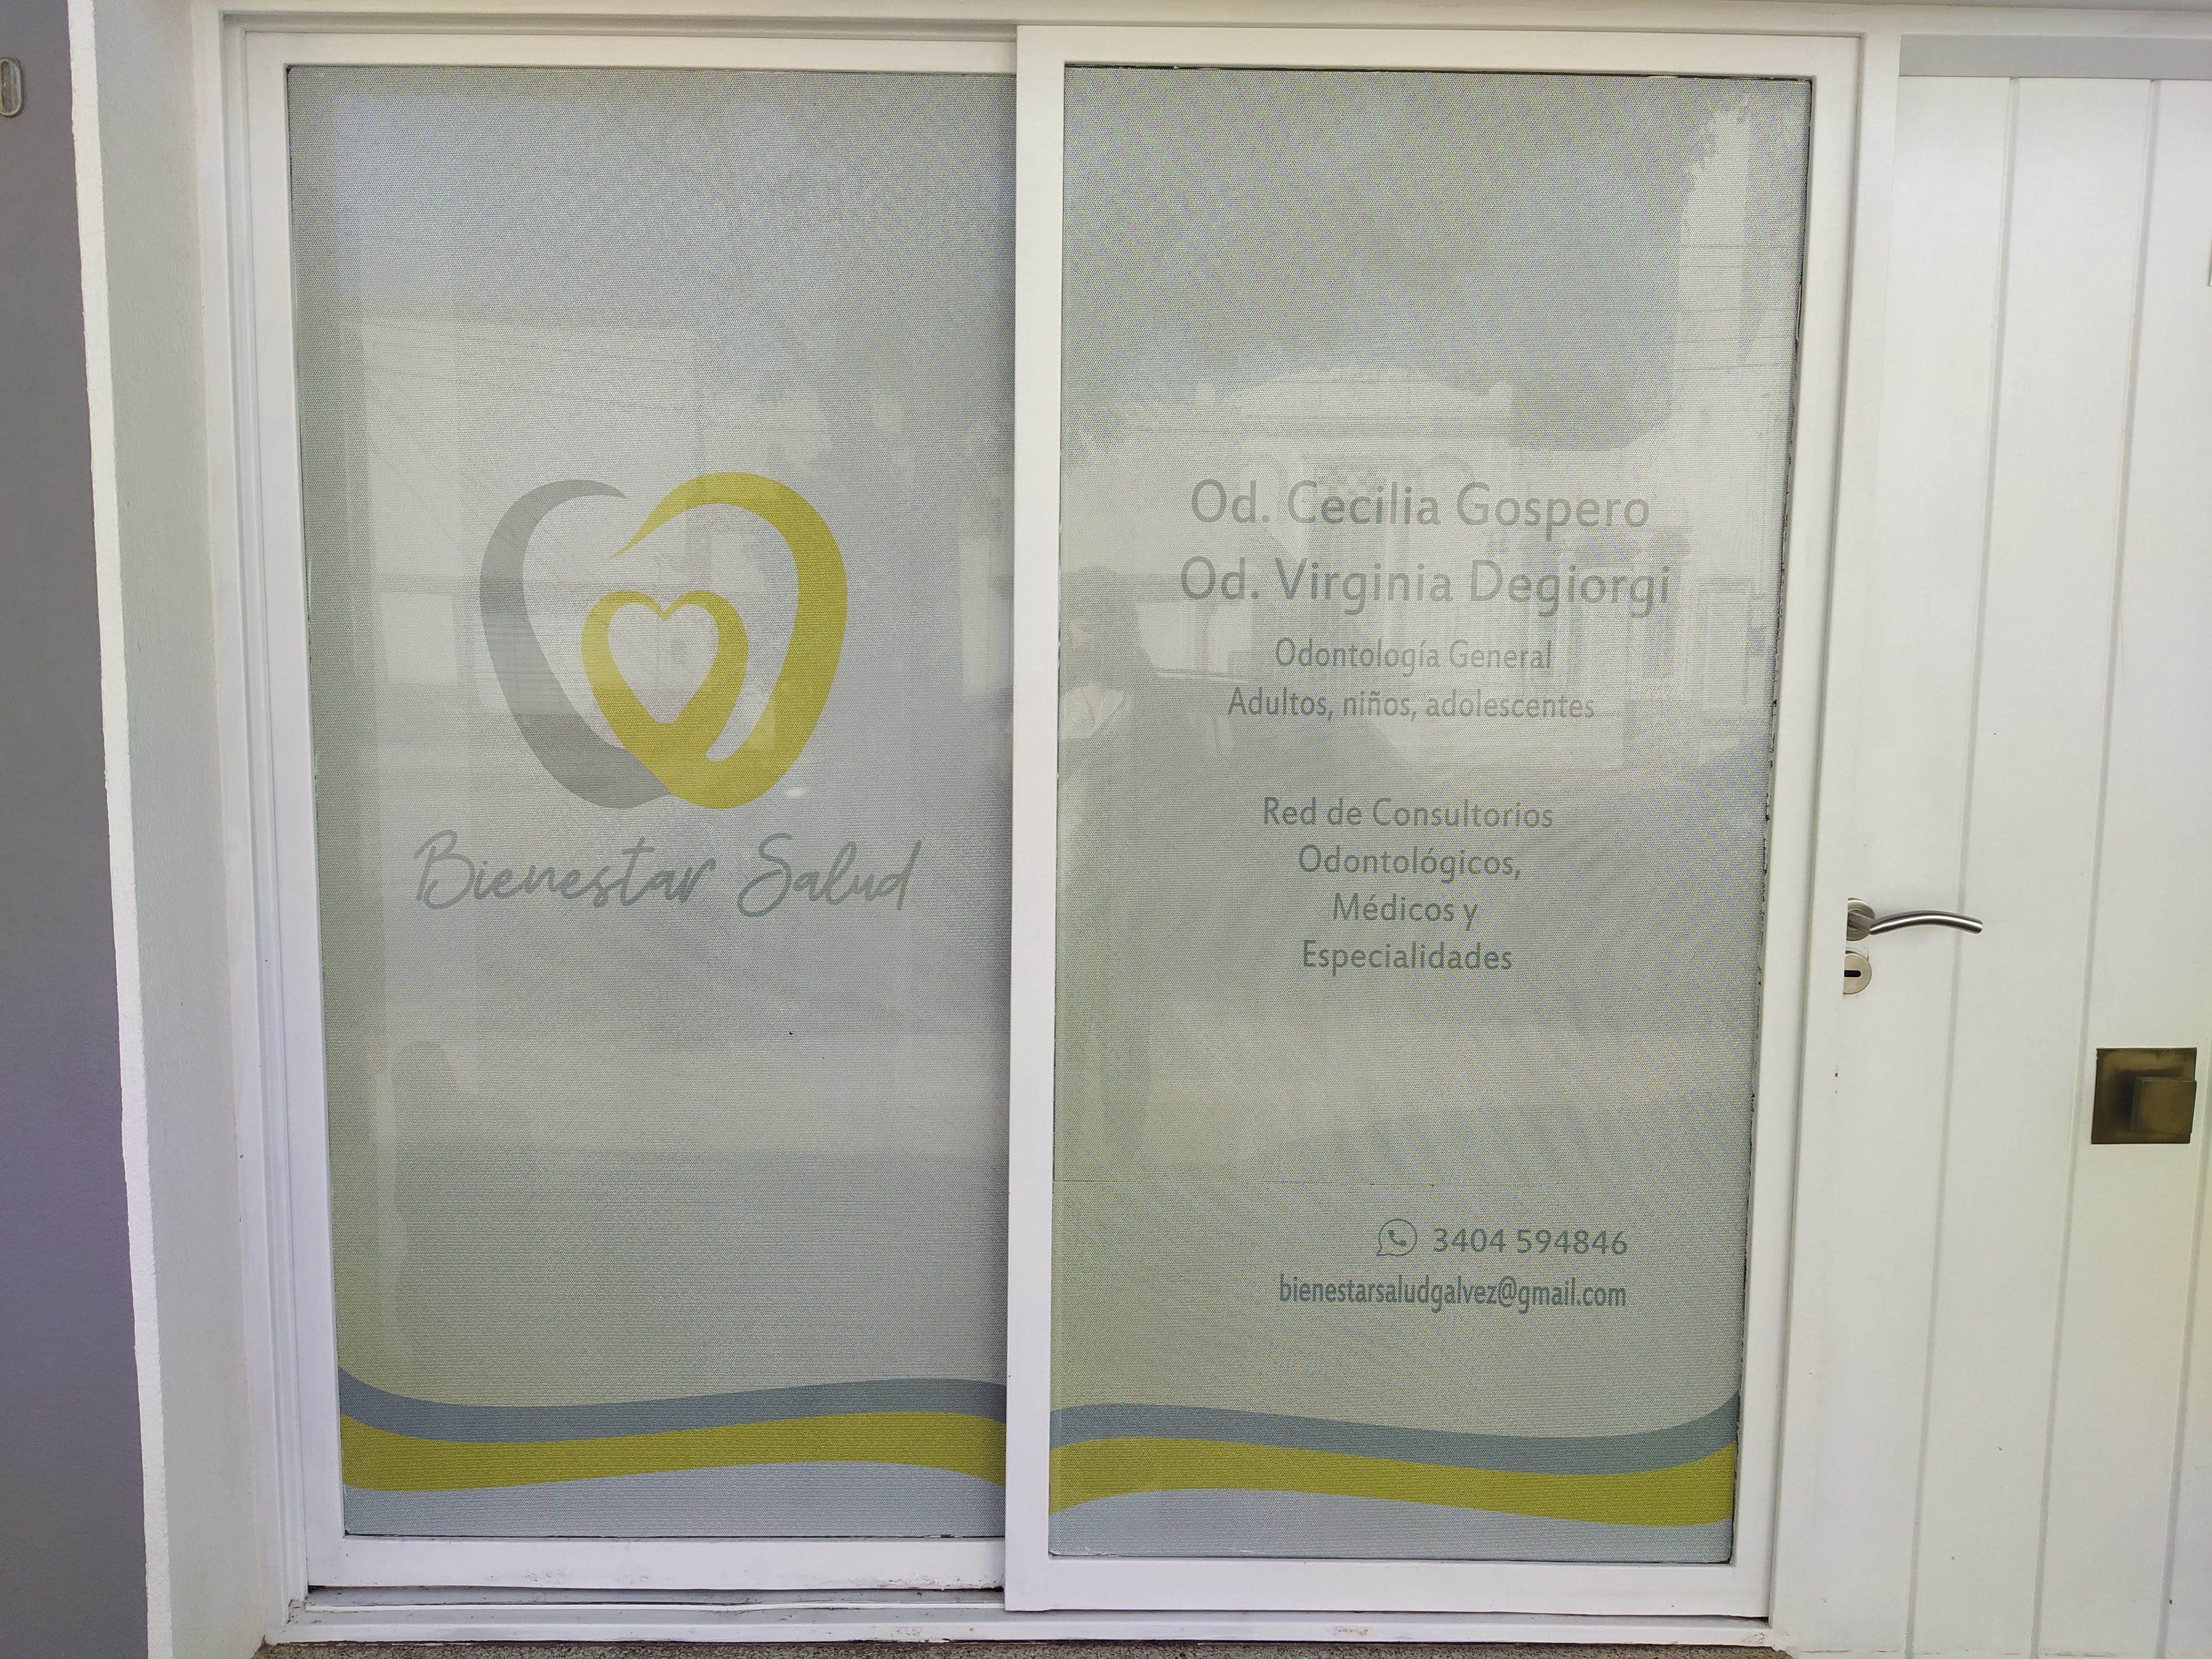 Bienestar Salud
Od. Cecilia Gospero
Od. Virginia Degiorgi
Odontología General
Adultos, niños, adolescentes
Red de Consultorios
Odontológicos,
Médicos y
Especialidades
3404 594846
bienestarsaludgalvez@gmail.com